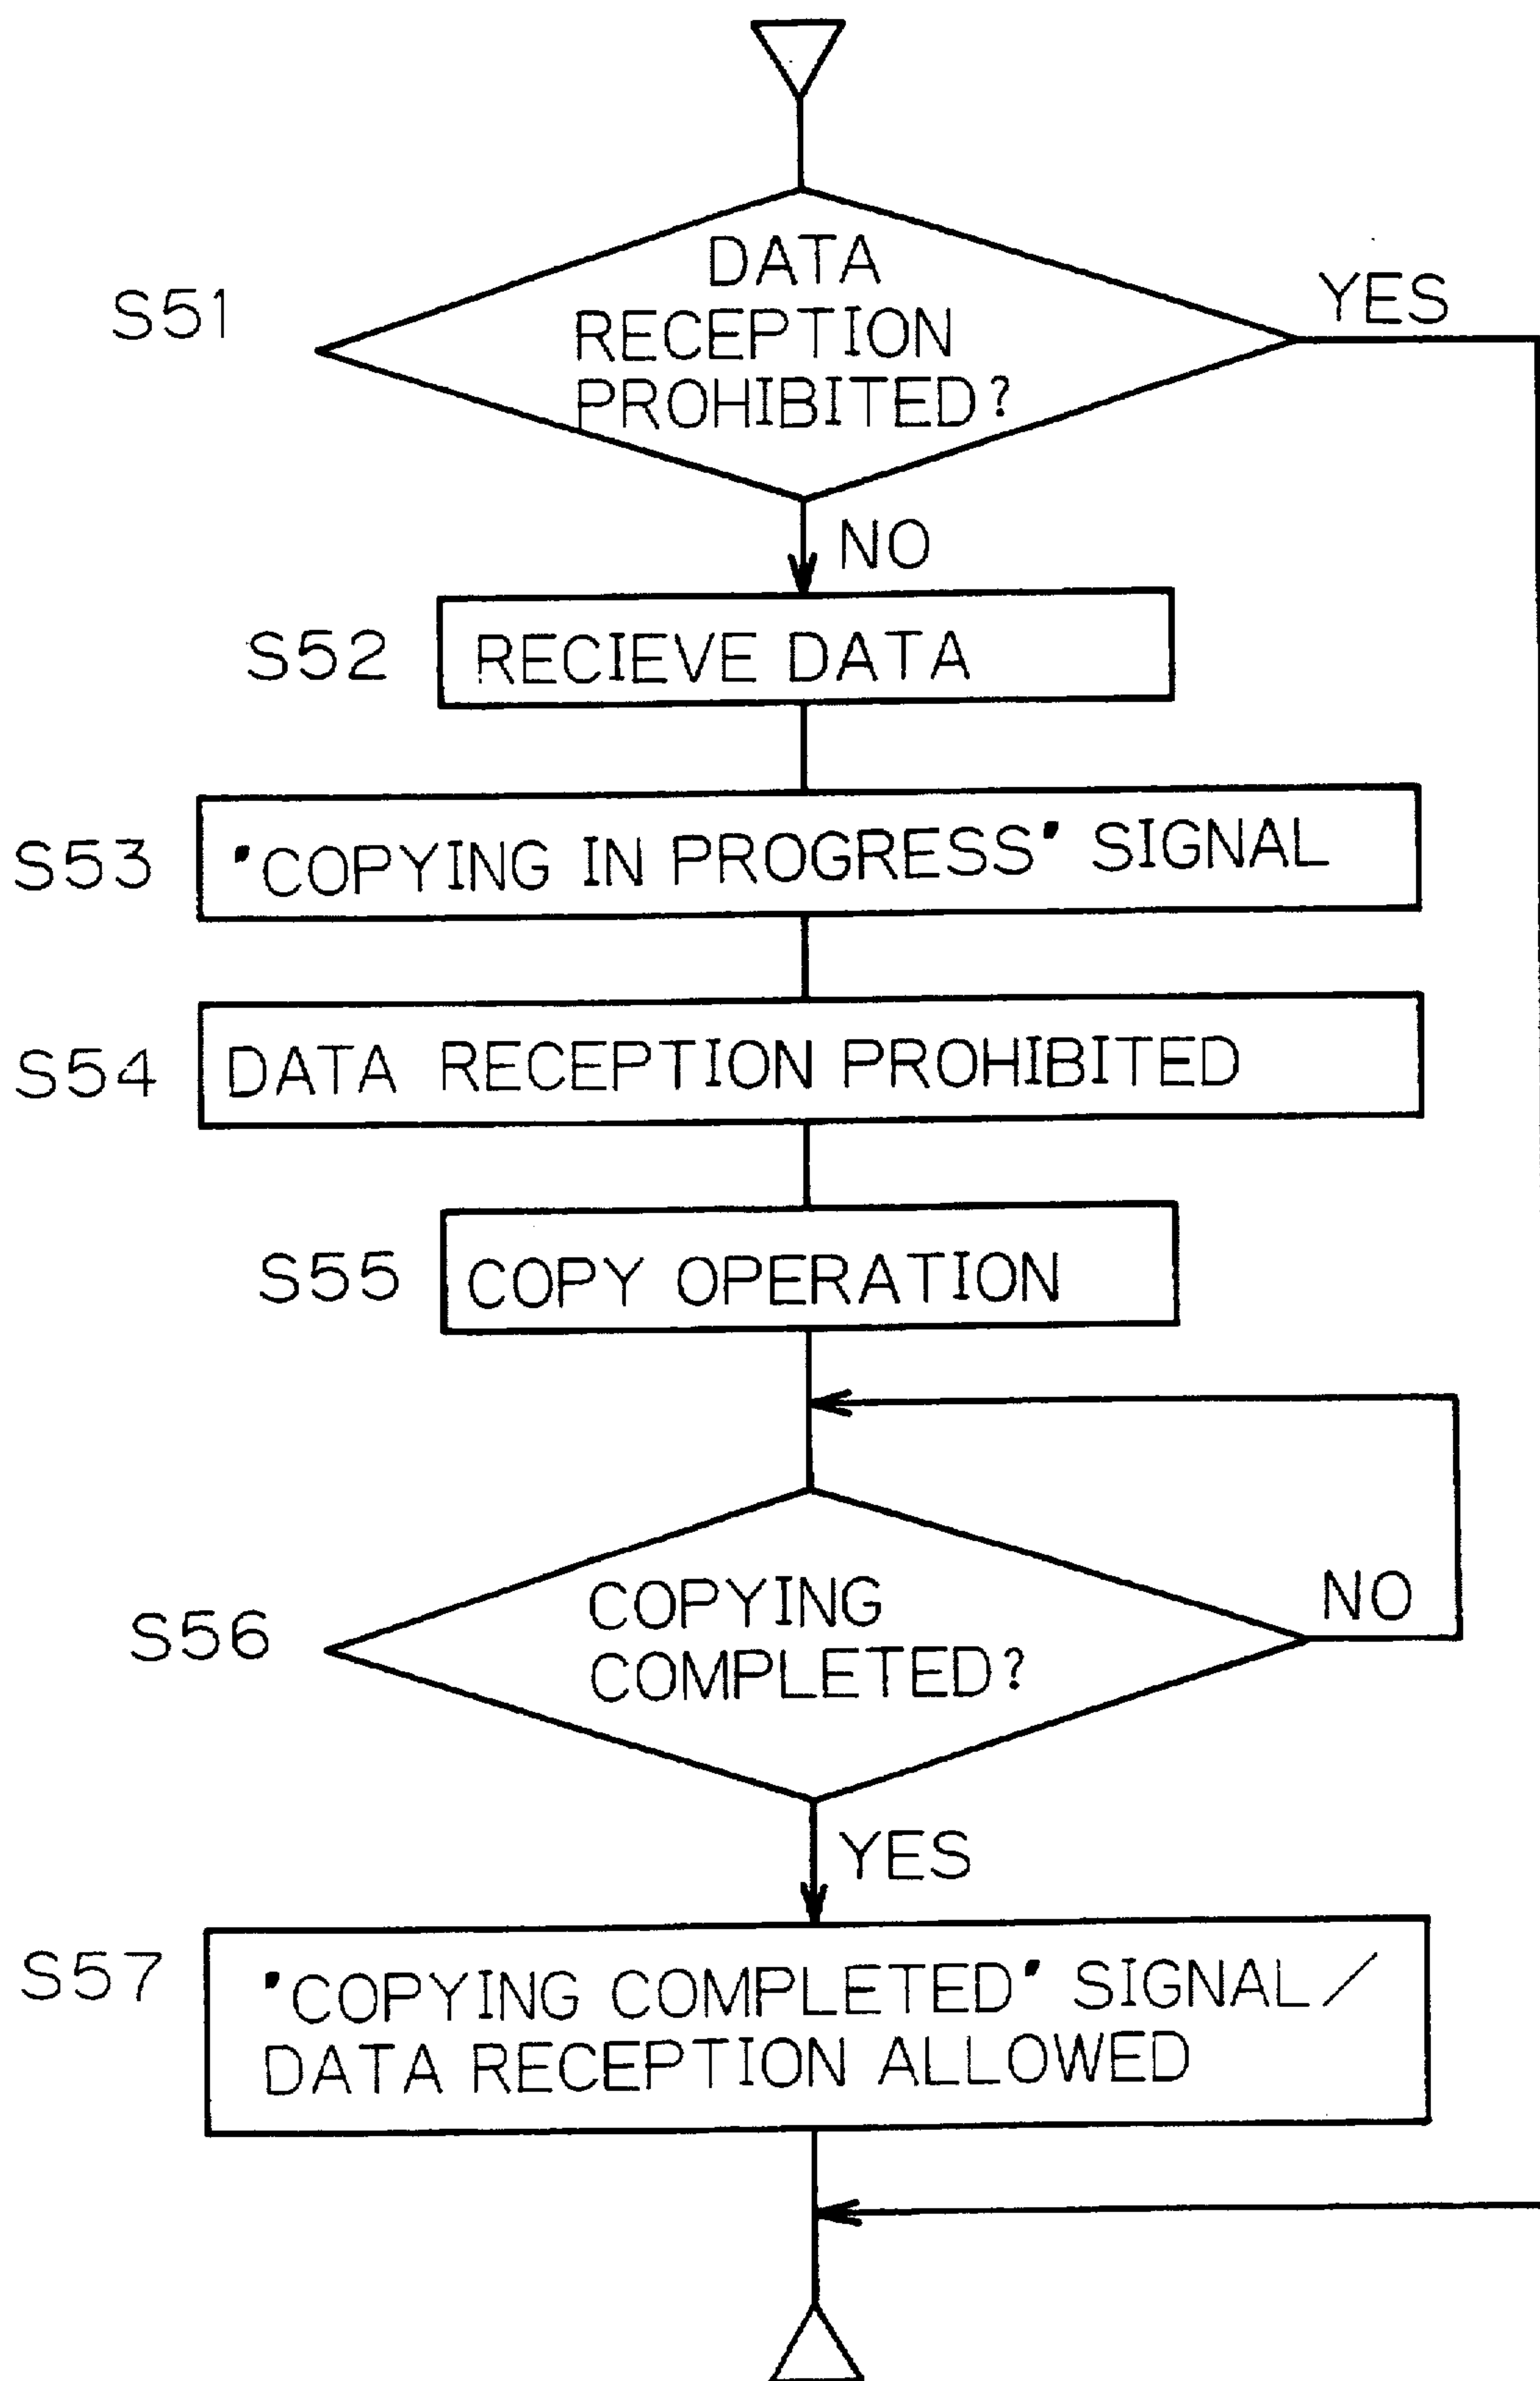 DATA
RECEPTION
PROHIBITED?
S51
YES
NO
S52
RECIEVE DATA
S53
"COPYING IN PROGRESS" SIGNAL
S54
DATA RECEPTION PROHIBITED
S55
COPY OPERATION
S56
COPYING
COMPLETED?
NO
YES
S57
"COPYING COMPLETED" SIGNAL/
DATA RECEPTION ALLOWED